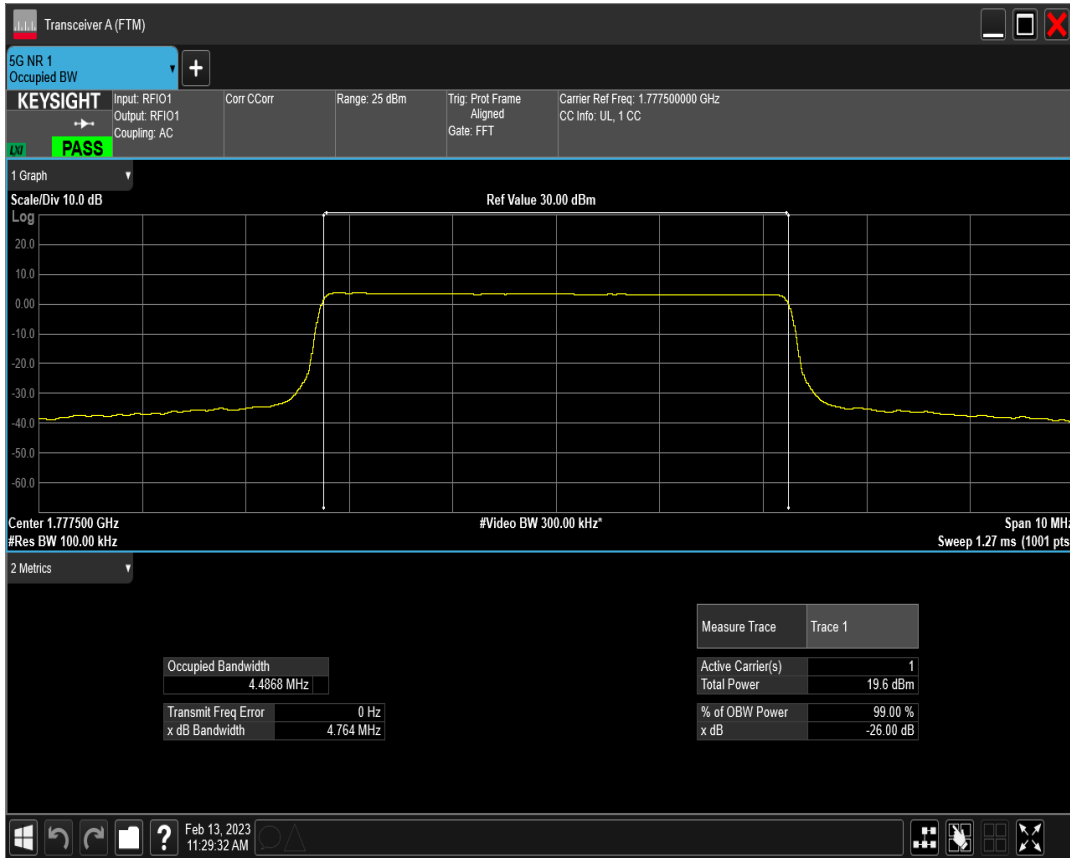 Transceiver A (FTM)
5G NR 1
Occupied BW
+
KEYSIGHT
LXI
PASS
Input: RFIO1
Output: RFIO1
Coupling: AC
Corr CCorr
Range: 25 dBm
Trig: Prot Frame
Aligned
Gate: FFT
Carrier Ref Freq: 1.777500000 GHz
CC Info: UL, 1 CC
1 Graph
Scale/Div 10.0 dB
Ref Value 30.00 dBm
Log
20.0
10.0
0.00
-10.0
-20.0
-30.0
-40.0
-50.0
-60.0
Center 1.777500 GHz
#Video BW 300.00 kHz*
Span 10 MHz
#Res BW 100.00 kHz
Sweep 1.27 ms (1001 pts
2 Metrics
Measure Trace Trace 1
Occupied Bandwidth
4.4868 MHz
Active Carrier(s) 1
Total Power 19.6 dBm
Transmit Freq Error 0 Hz
x dB Bandwidth 4.764 MHz
% of OBW Power 99.00 %
x dB -26.00 dB
?
Feb 13, 2023
11:29:32 AM